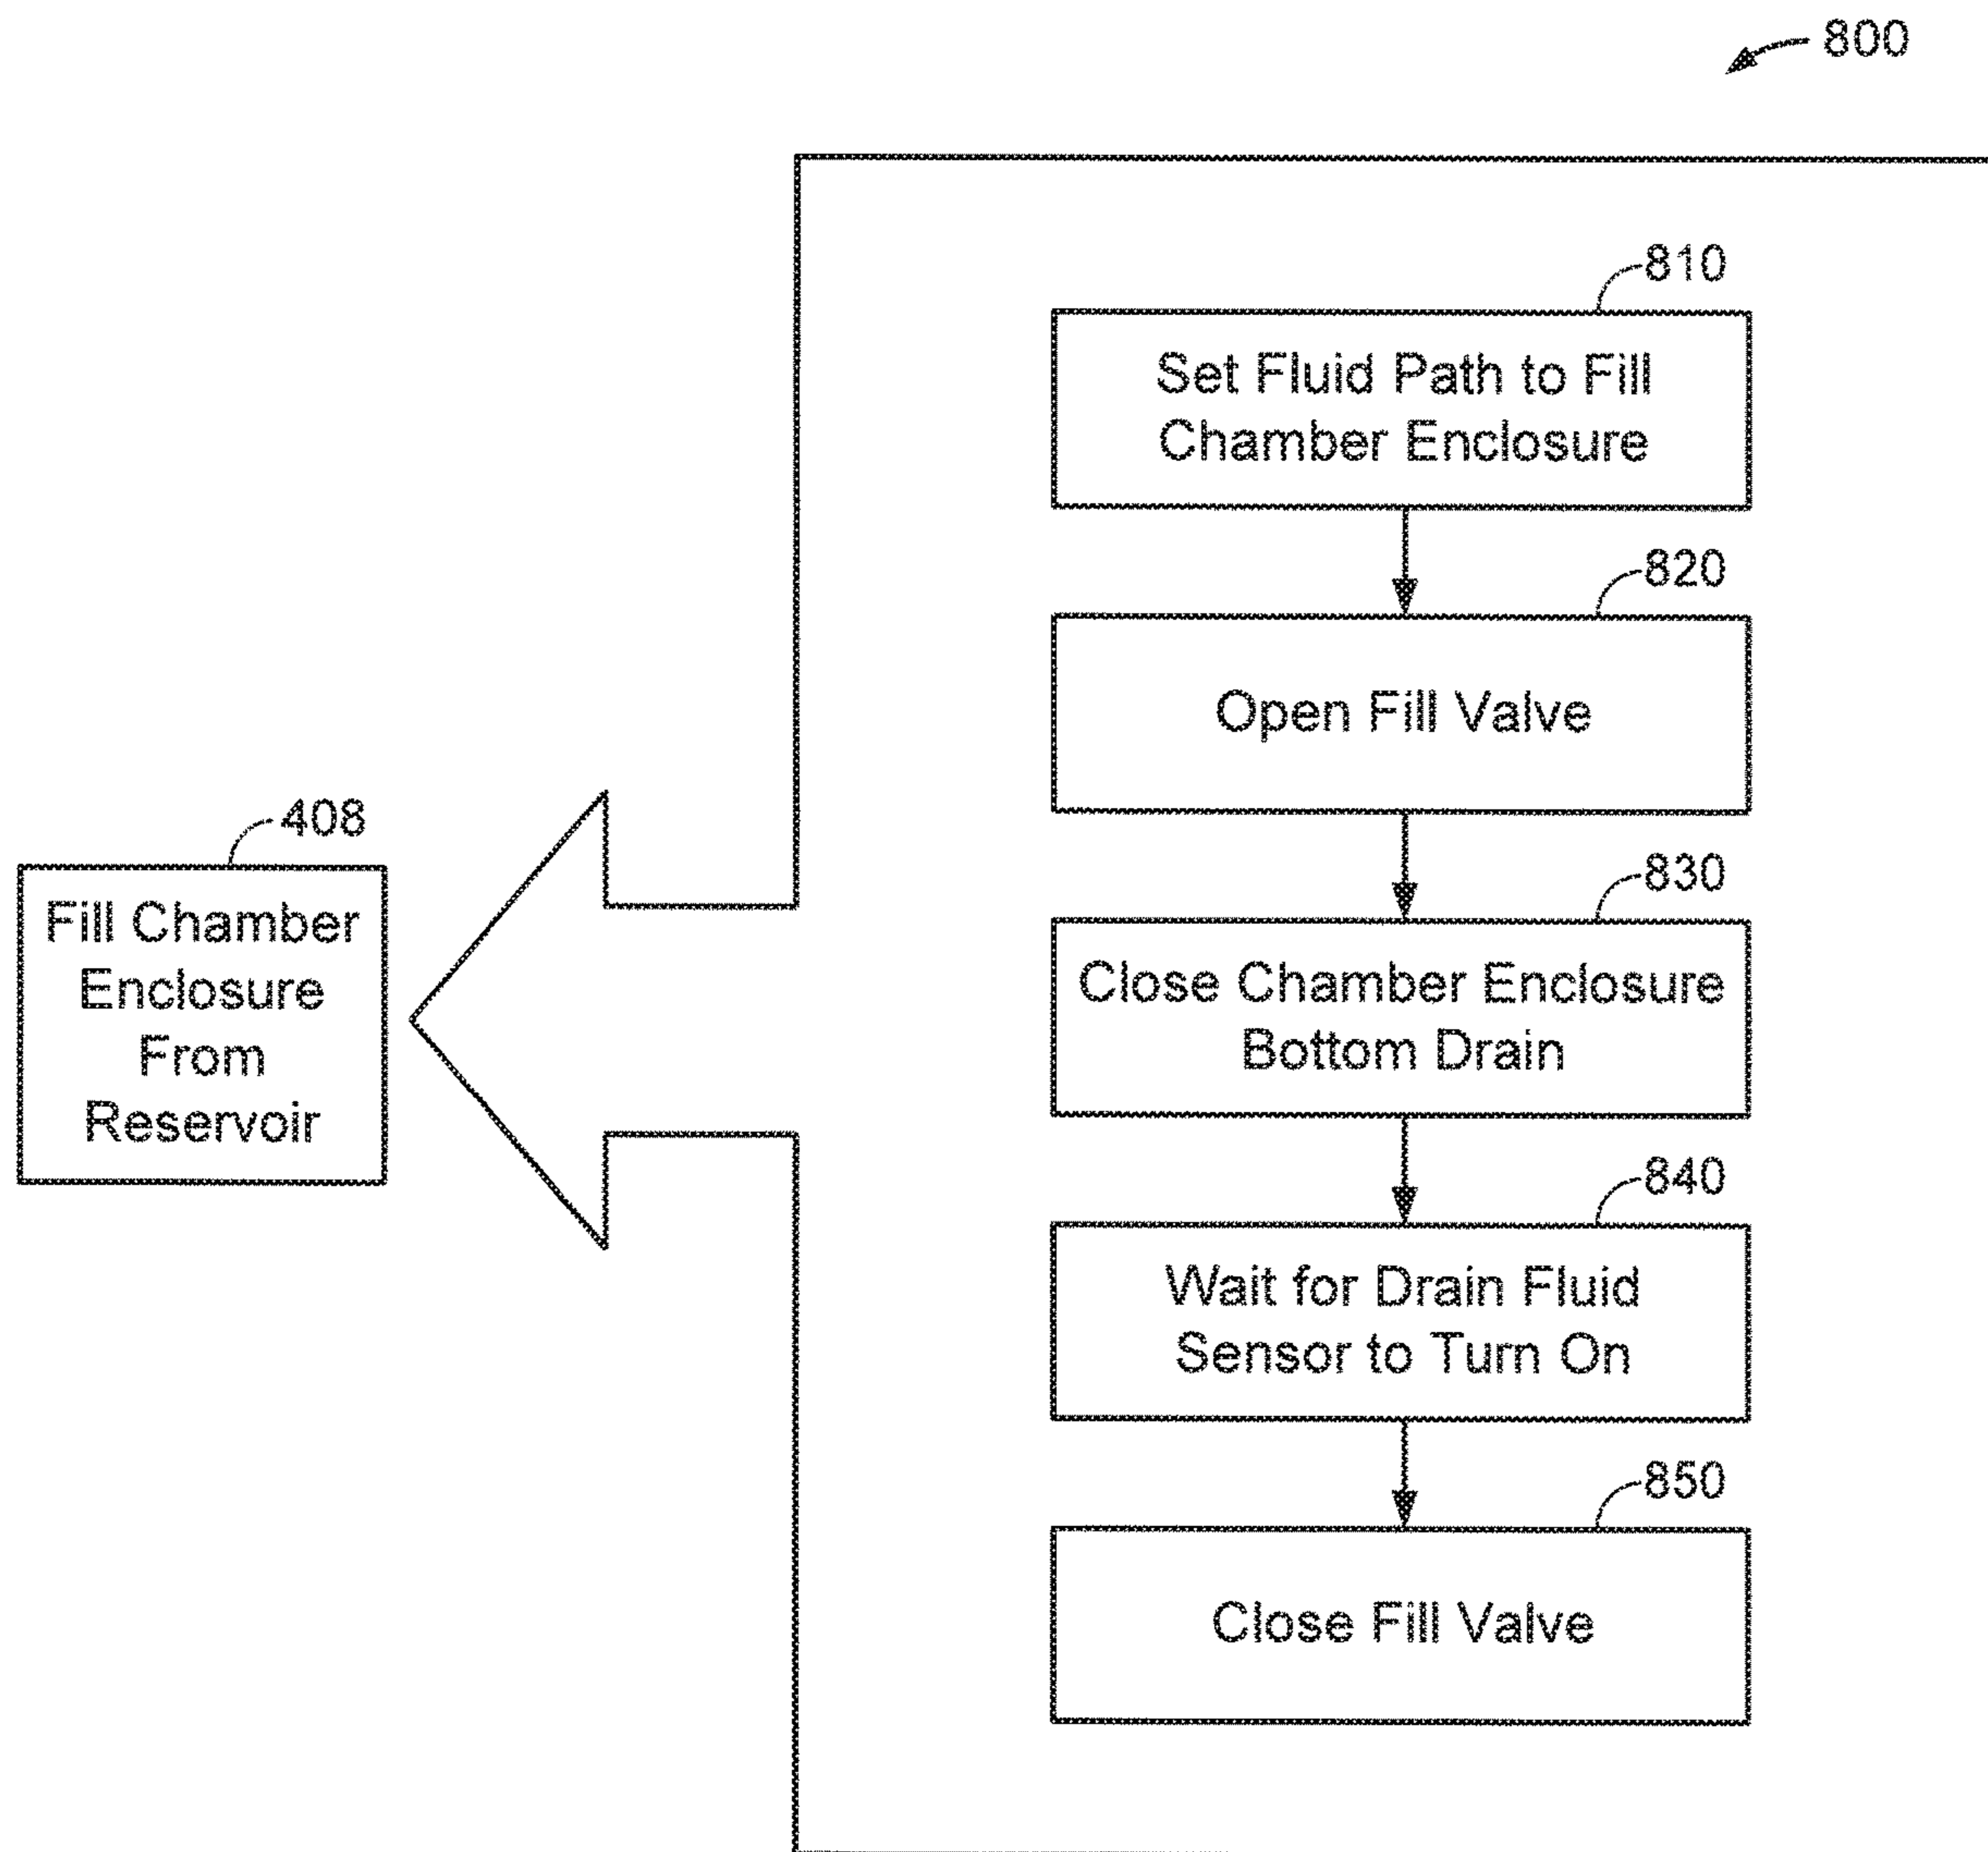 800
810
Set Fluid Path to Fill
Chamber Enclosure
820
Open Fill Valve
408
Fill Chamber
Enclosure
From
Reservoir
830
Close Chamber Enclosure
Bottom Drain
840
Wait for Drain Fluid
Sensor to Turn On
850
Close Fill Valve